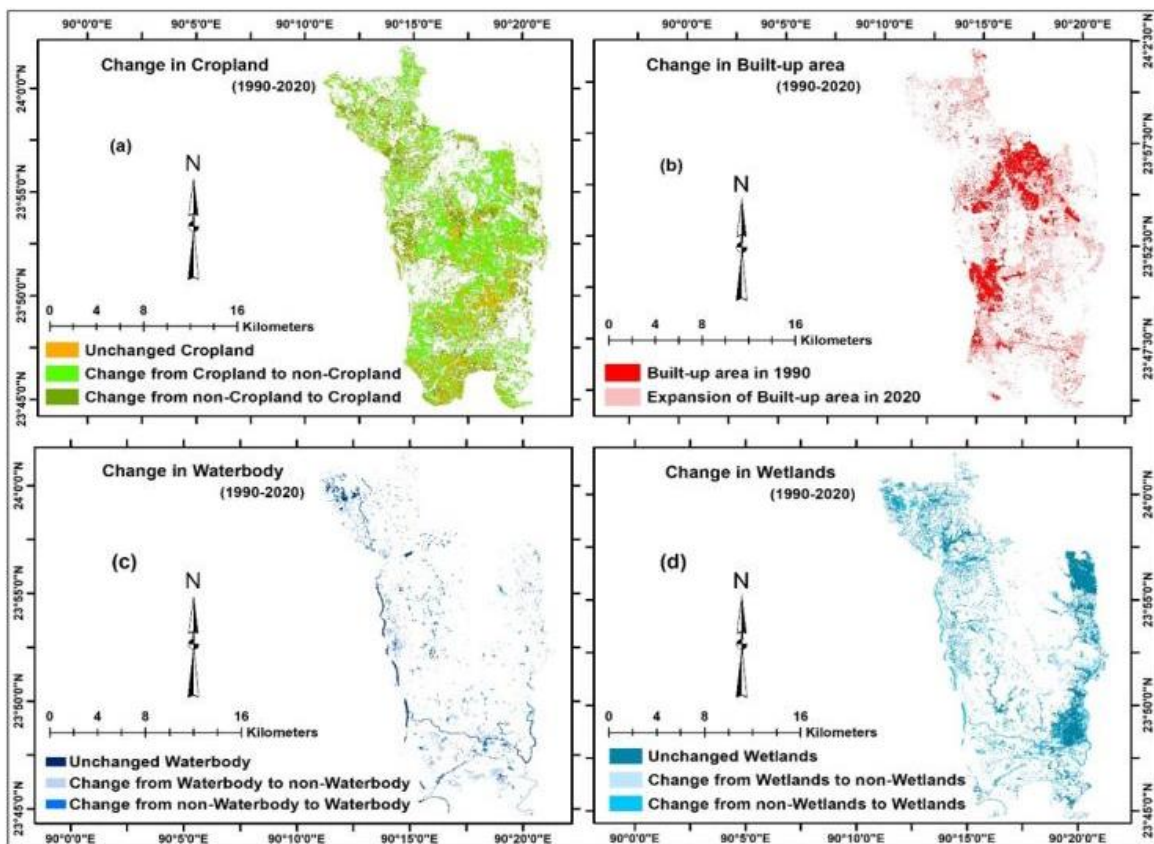 90°0'0"E 90°5'0"E 90°10'0"E 90°15'0"E 90°20'0"E
90°0'0"E 90°5'0"E 90°10'0"E 90°15'0"E 90°20'0"E
Change in Cropland
(1990-2020)
(a)
N
0 4 8 16
Kilometers
Unchanged Cropland
Change from Cropland to non-Cropland
Change from non-Cropland to Cropland
24°0'0"N
23°55'0"N
23°50'0"N
23°45'0"N
Change in Built-up area
(1990-2020)
(b)
N
0 2 4 8 12 16
Kilometers
Built-up area in 1990
Expansion of Built-up area in 2020
24°2'30"N
23°57'30"N
23°52'30"N
23°47'30"N
Change in Waterbody
(1990-2020)
(c)
N
0 4 8 16
Kilometers
Unchanged Waterbody
Change from Waterbody to non-Waterbody
Change from non-Waterbody to Waterbody
24°0'0"N
23°55'0"N
23°50'0"N
23°45'0"N
Change in Wetlands
(1990-2020)
(d)
N
0 4 8 16
Kilometers
Unchanged Wetlands
Change from Wetlands to non-Wetlands
Change from non-Wetlands to Wetlands
24°0'0"N
23°55'0"N
23°50'0"N
23°45'0"N
90°0'0"E 90°5'0"E 90°10'0"E 90°15'0"E 90°20'0"E
90°0'0"E 90°5'0"E 90°10'0"E 90°15'0"E 90°20'0"E